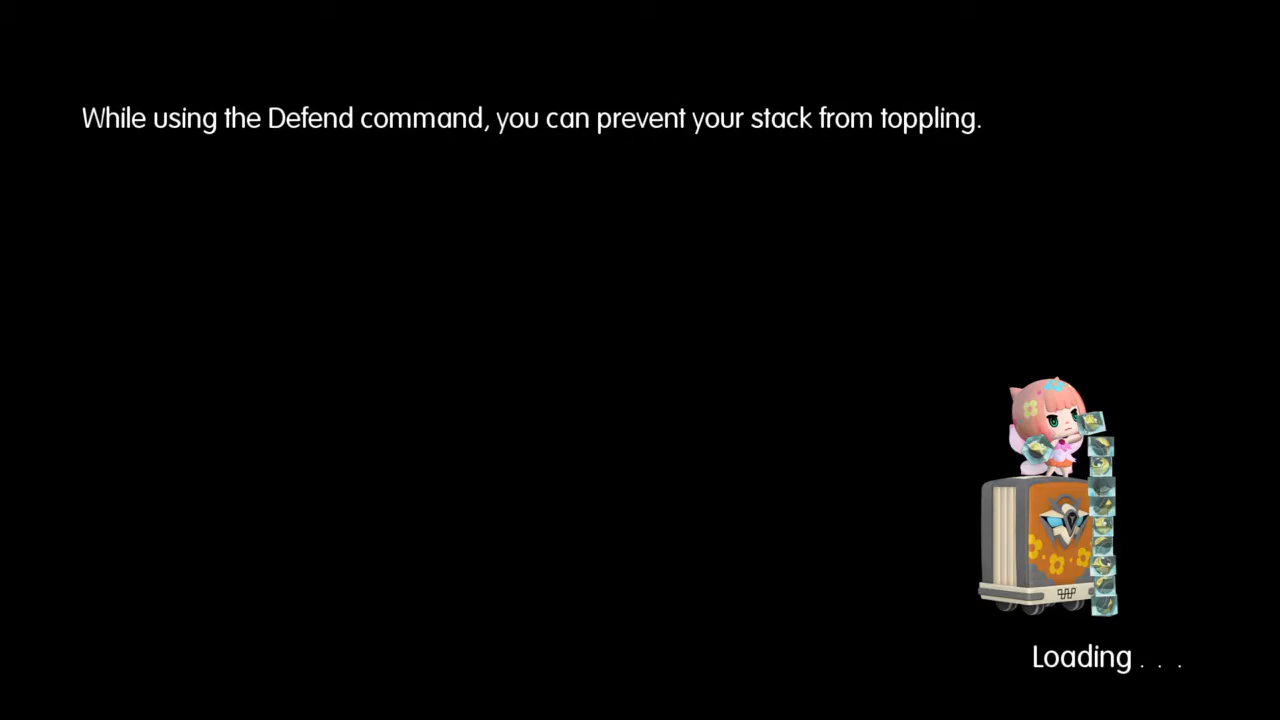 While using the Defend command, you can prevent your stack from toppling.
Loading . . .